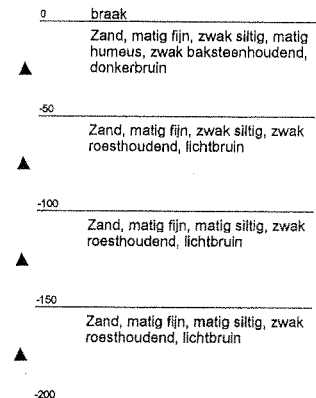 0 braak
Zand, matig fijn, zwak siltig, matig
humeus, zwak baksteenhoudend,
donkerbruin
-50
Zand, matig fijn, zwak siltig, zwak
roesthoudend, lichtbruin
-100
Zand, matig fijn, matig siltig, zwak
roesthoudend, lichtbruin
-150
Zand, matig fijn, matig siltig, zwak
roesthoudend, lichtbruin
-200